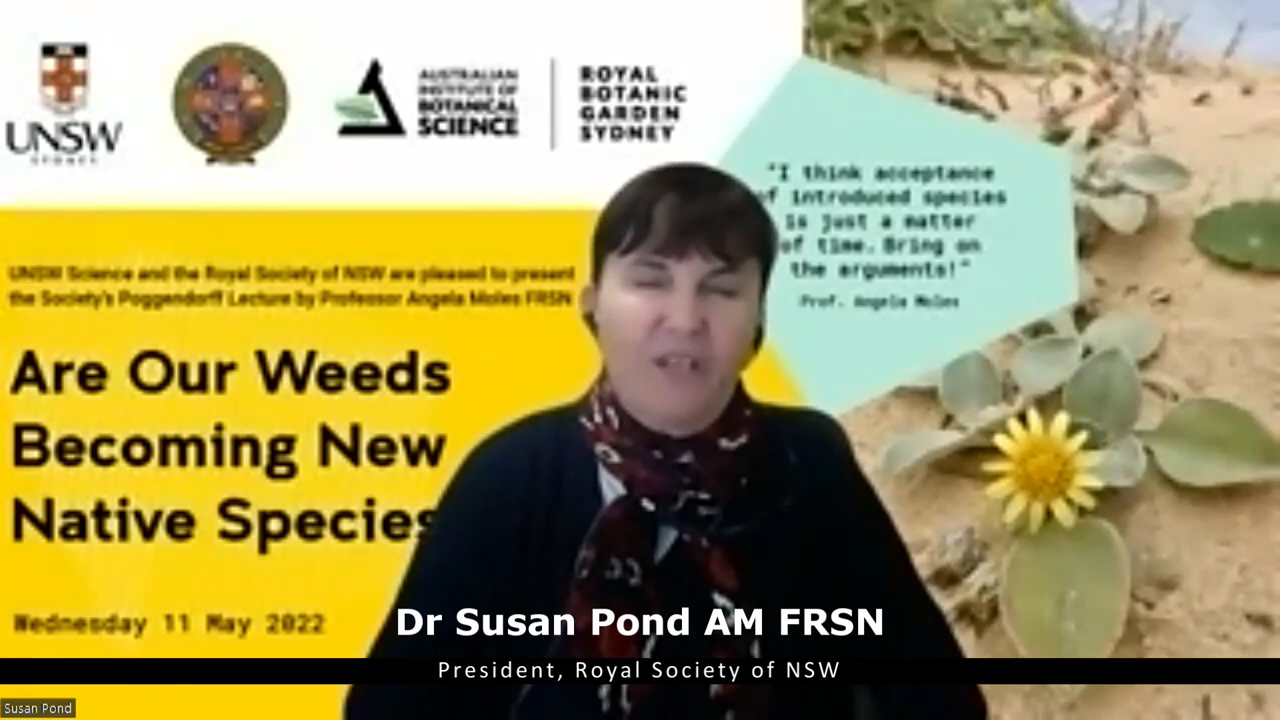 UNSW
SYDNEY
AUSTRALIAN
INSTITUTE OF
BOTANICAL
SCIENCE
ROYAL
BOTANIC
GARDEN
SYDNEY
"I think acceptance
of introduced species
is just a matter
of time. Bring on
the arguments!"
Prof. Angela Moles
UNSW Science and the Royal Society of NSW are pleased to present
the Society's Poggendorff Lecture by Professor Angela Moles FRSN
Are Our Weeds
Becoming New
Native Species
Wednesday 11 May 2022
Dr Susan Pond AM FRSN
President, Royal Society of NSW
Susan Pond